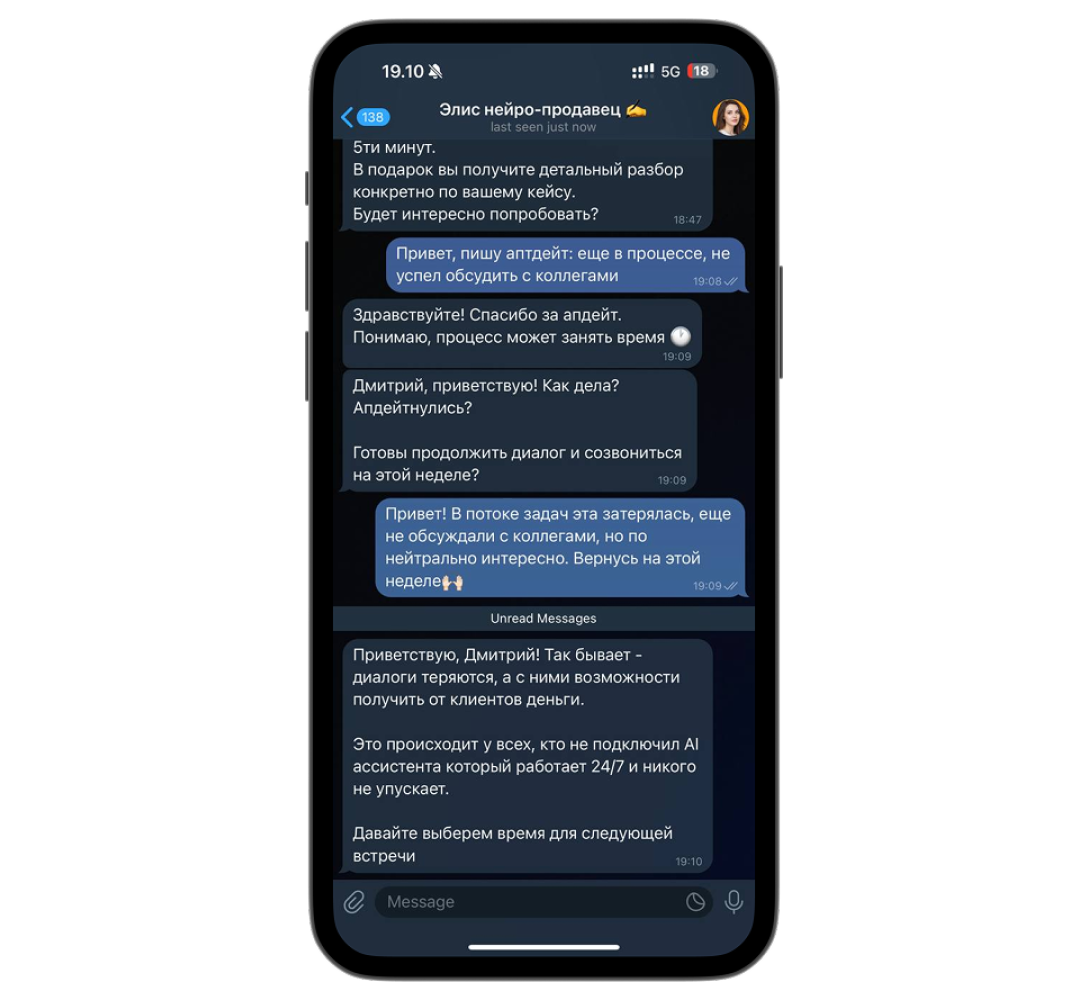 19.10
5G
18
138
Элис нейро-продавец ✍️
last seen just now
5ти минут.
В подарок вы получите детальный разбор
конкретно по вашему кейсу.
Будет интересно попробовать?
18:47
Привет, пишу аптдейт: еще в процессе, не
успел обсудить с коллегами
19:08
Здравствуйте! Спасибо за апдейт.
Понимаю, процесс может занять время 🕐
19:09
Дмитрий, приветствую! Как дела?
Апдейтнулись?
Готовы продолжить диалог и созвониться
на этой неделе?
19:09
Привет! В потоке задач эта затерялась, еще
не обсуждали с коллегами, но по
нейтрально интересно. Вернусь на этой
неделе🙌🏻
19:09
Unread Messages
Приветствую, Дмитрий! Так бывает -
диалоги теряются, а с ними возможности
получить от клиентов деньги.
Это происходит у всех, кто не подключил AI
ассистента который работает 24/7 и никого
не упускает.
Давайте выберем время для следующей
встречи
19:10
Message